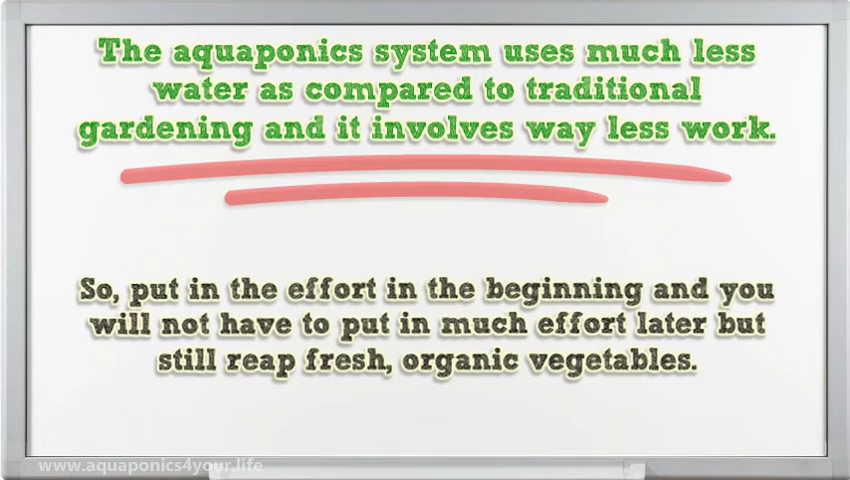 The aquaponics system uses much less
water as compared to traditional
gardening and it involves way less work.
So, put in the effort in the beginning and you
will not have to put in much effort later but
still reap fresh, organic vegetables.
www.aquaponics4your.life